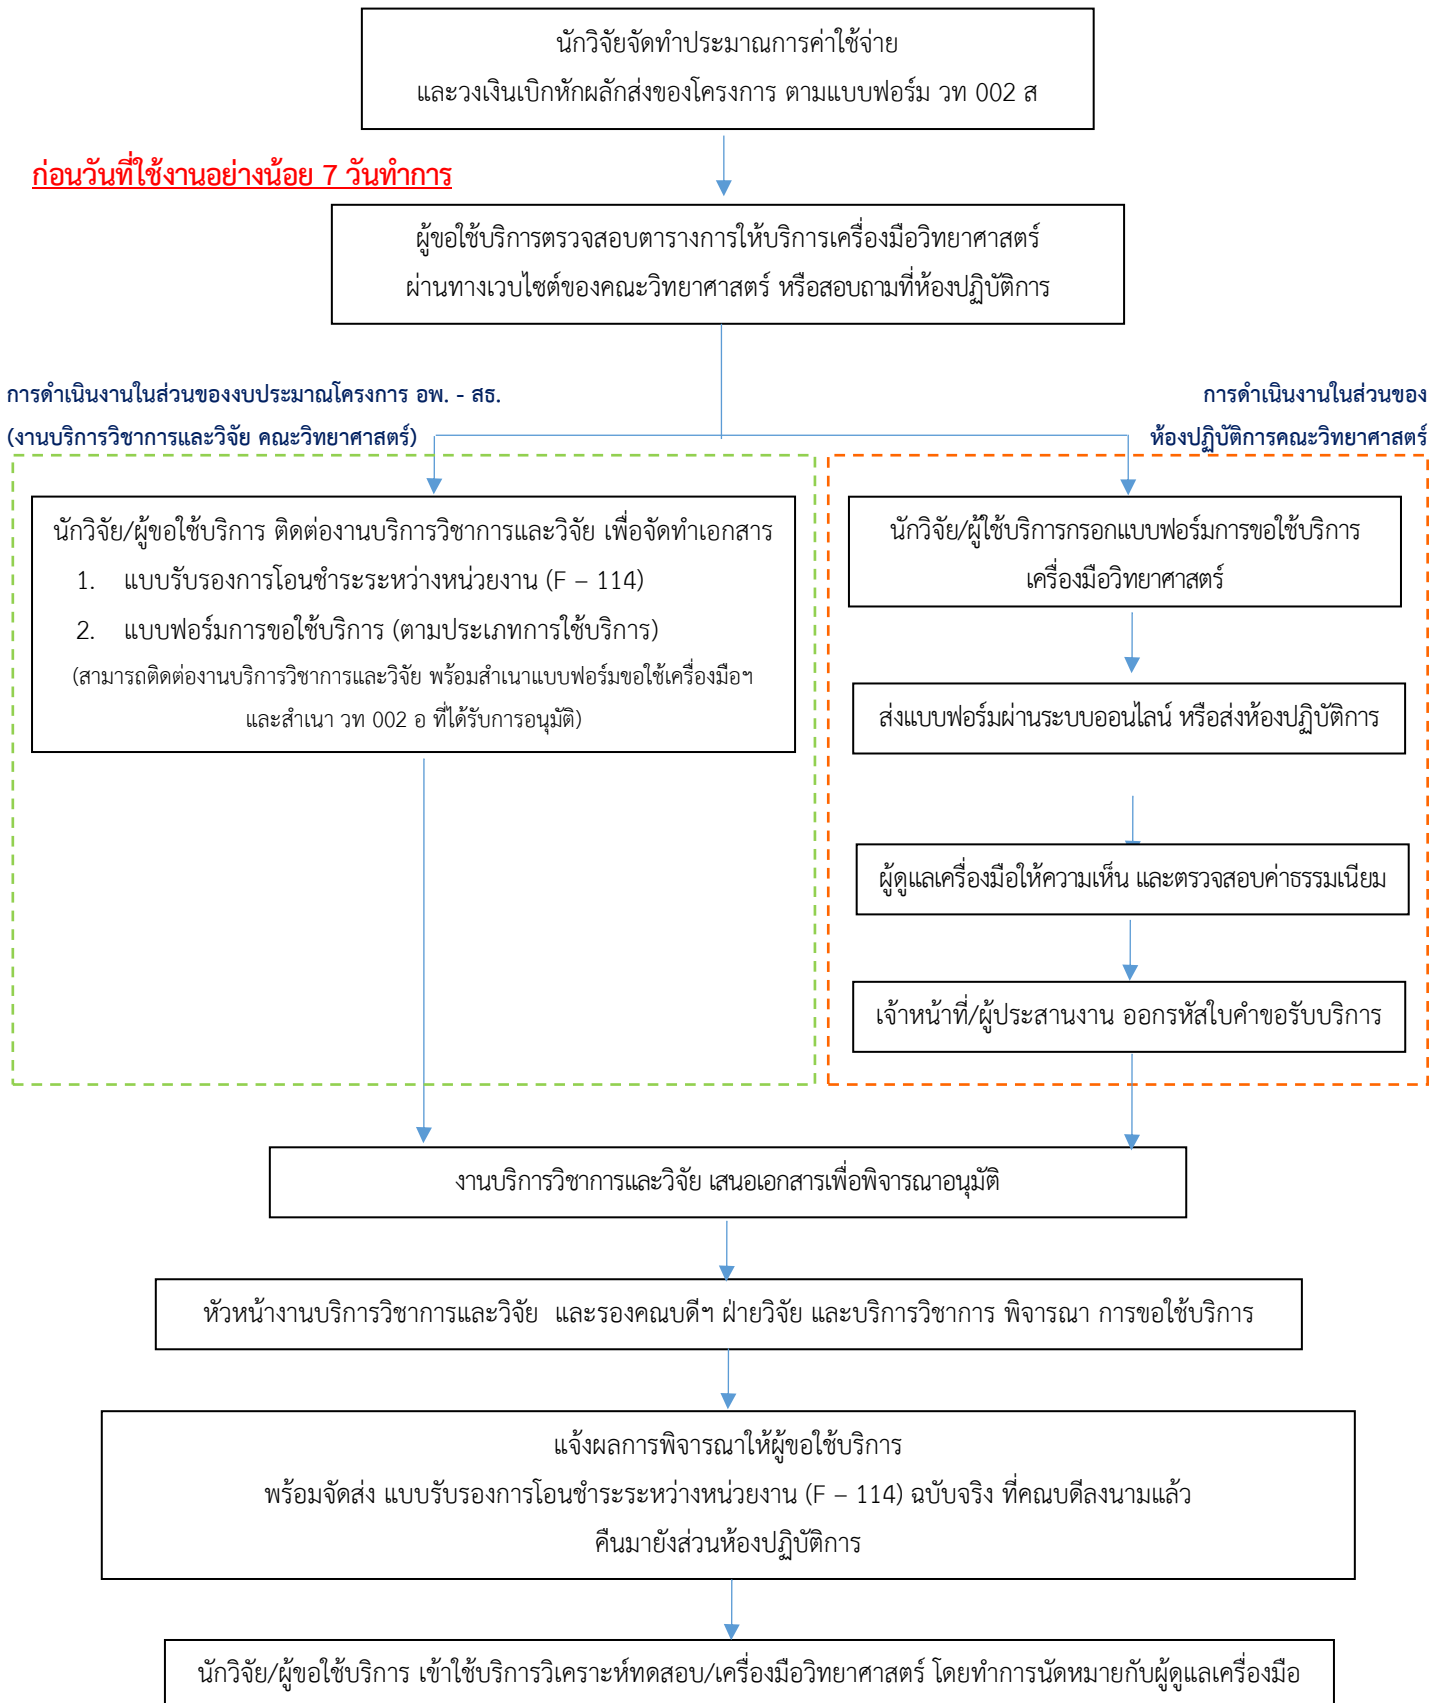 นักวิจัยจัดทำประมาณการค่าใช้จ่าย
และวงเงินเบิกหักผลักส่งของโครงการ ตามแบบฟอร์ม วท 002 ส
ก่อนวันที่ใช้งานอย่างน้อย 7 วันทำการ
ผู้ขอใช้บริการตรวจสอบตารางการให้บริการเครื่องมือวิทยาศาสตร์
ผ่านทางเวบไซต์ของคณะวิทยาศาสตร์ หรือสอบถามที่ห้องปฏิบัติการ
การดำเนินงานในส่วนของงบประมาณโครงการ อพ. - สธ.
(งานบริการวิชาการและวิจัย คณะวิทยาศาสตร์)
การดำเนินงานในส่วนของ
ห้องปฏิบัติการคณะวิทยาศาสตร์
นักวิจัย/ผู้ขอใช้บริการ ติดต่องานบริการวิชาการและวิจัย เพื่อจัดทำเอกสาร
1. แบบรับรองการโอนชำระระหว่างหน่วยงาน (F – 114)
2. แบบฟอร์มการขอใช้บริการ (ตามประเภทการใช้บริการ)
(สามารถติดต่องานบริการวิชาการและวิจัย พร้อมสำเนาแบบฟอร์มขอใช้เครื่องมือฯ
และสำเนา วท 002 อ ที่ได้รับการอนุมัติ)
นักวิจัย/ผู้ใช้บริการกรอกแบบฟอร์มการขอใช้บริการ
เครื่องมือวิทยาศาสตร์
ส่งแบบฟอร์มผ่านระบบออนไลน์ หรือส่งห้องปฏิบัติการ
ผู้ดูแลเครื่องมือให้ความเห็น และตรวจสอบค่าธรรมเนียม
เจ้าหน้าที่/ผู้ประสานงาน ออกรหัสใบคำขอรับบริการ
งานบริการวิชาการและวิจัย เสนอเอกสารเพื่อพิจารณาอนุมัติ
หัวหน้างานบริการวิชาการและวิจัย และรองคณบดีฯ ฝ่ายวิจัย และบริการวิชาการ พิจารณา การขอใช้บริการ
แจ้งผลการพิจารณาให้ผู้ขอใช้บริการ
พร้อมจัดส่ง แบบรับรองการโอนชำระระหว่างหน่วยงาน (F – 114) ฉบับจริง ที่คณบดีลงนามแล้ว
คืนมายังส่วนห้องปฏิบัติการ
นักวิจัย/ผู้ขอใช้บริการ เข้าใช้บริการวิเคราะห์ทดสอบ/เครื่องมือวิทยาศาสตร์ โดยทำการนัดหมายกับผู้ดูแลเครื่องมือ